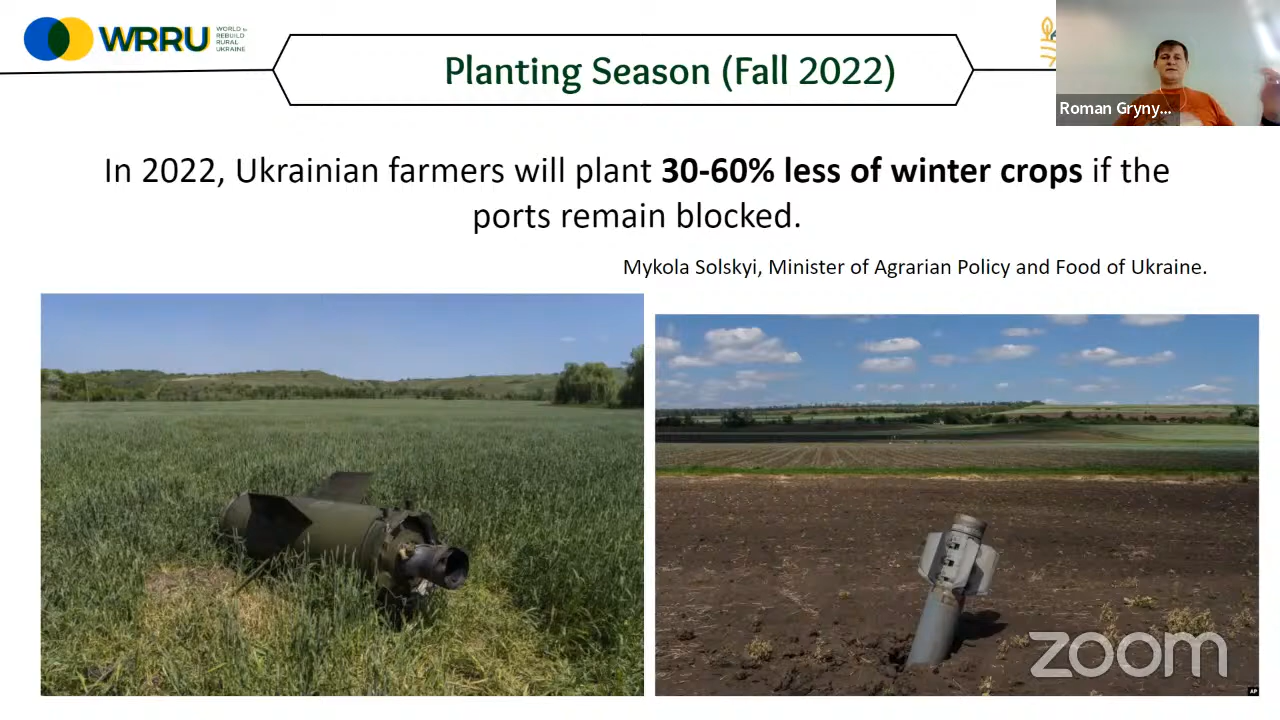 WRRU
WORLD to
REBUILD
RURAL
UKRAINE
Planting Season (Fall 2022)
Roman Gryny...
In 2022, Ukrainian farmers will plant 30-60% less of winter crops if the
ports remain blocked.
Mykola Solskyi, Minister of Agrarian Policy and Food of Ukraine.
zoom
AP